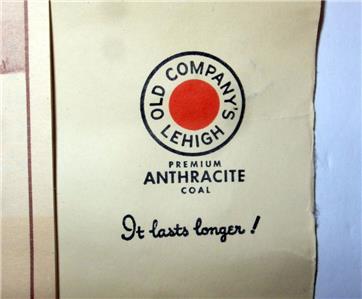 OLD COMPANY'S
LEHIGH
PREMIUM
ANTHRACITE
COAL
It lasts longer!